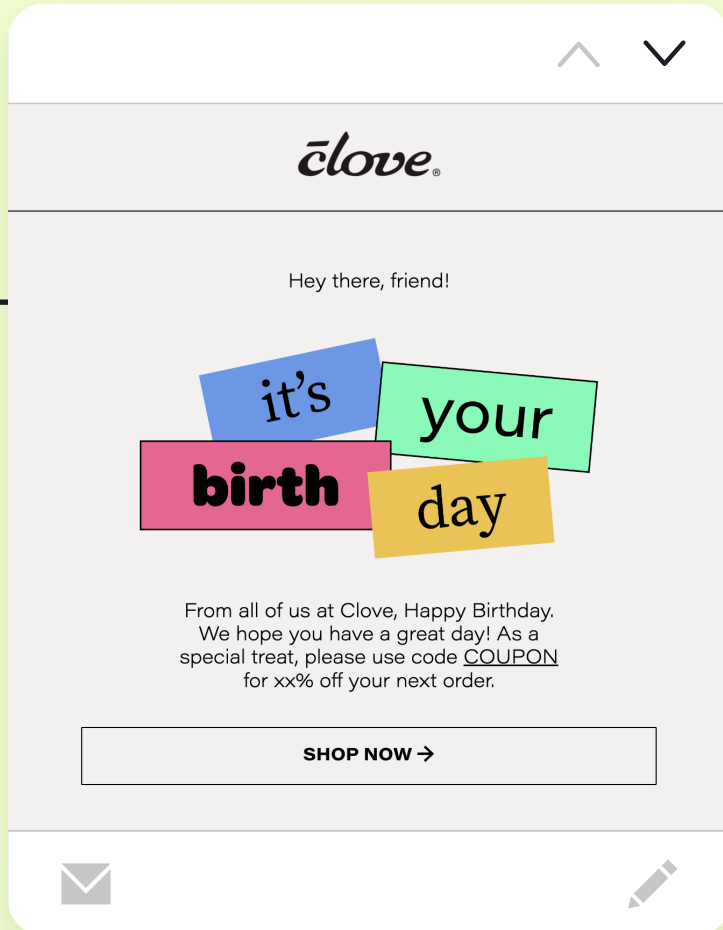 clove®
Hey there, friend!
it’s your
birth day
From all of us at Clove, Happy Birthday.
We hope you have a great day! As a
special treat, please use code COUPON
for xx% off your next order.
SHOP NOW →